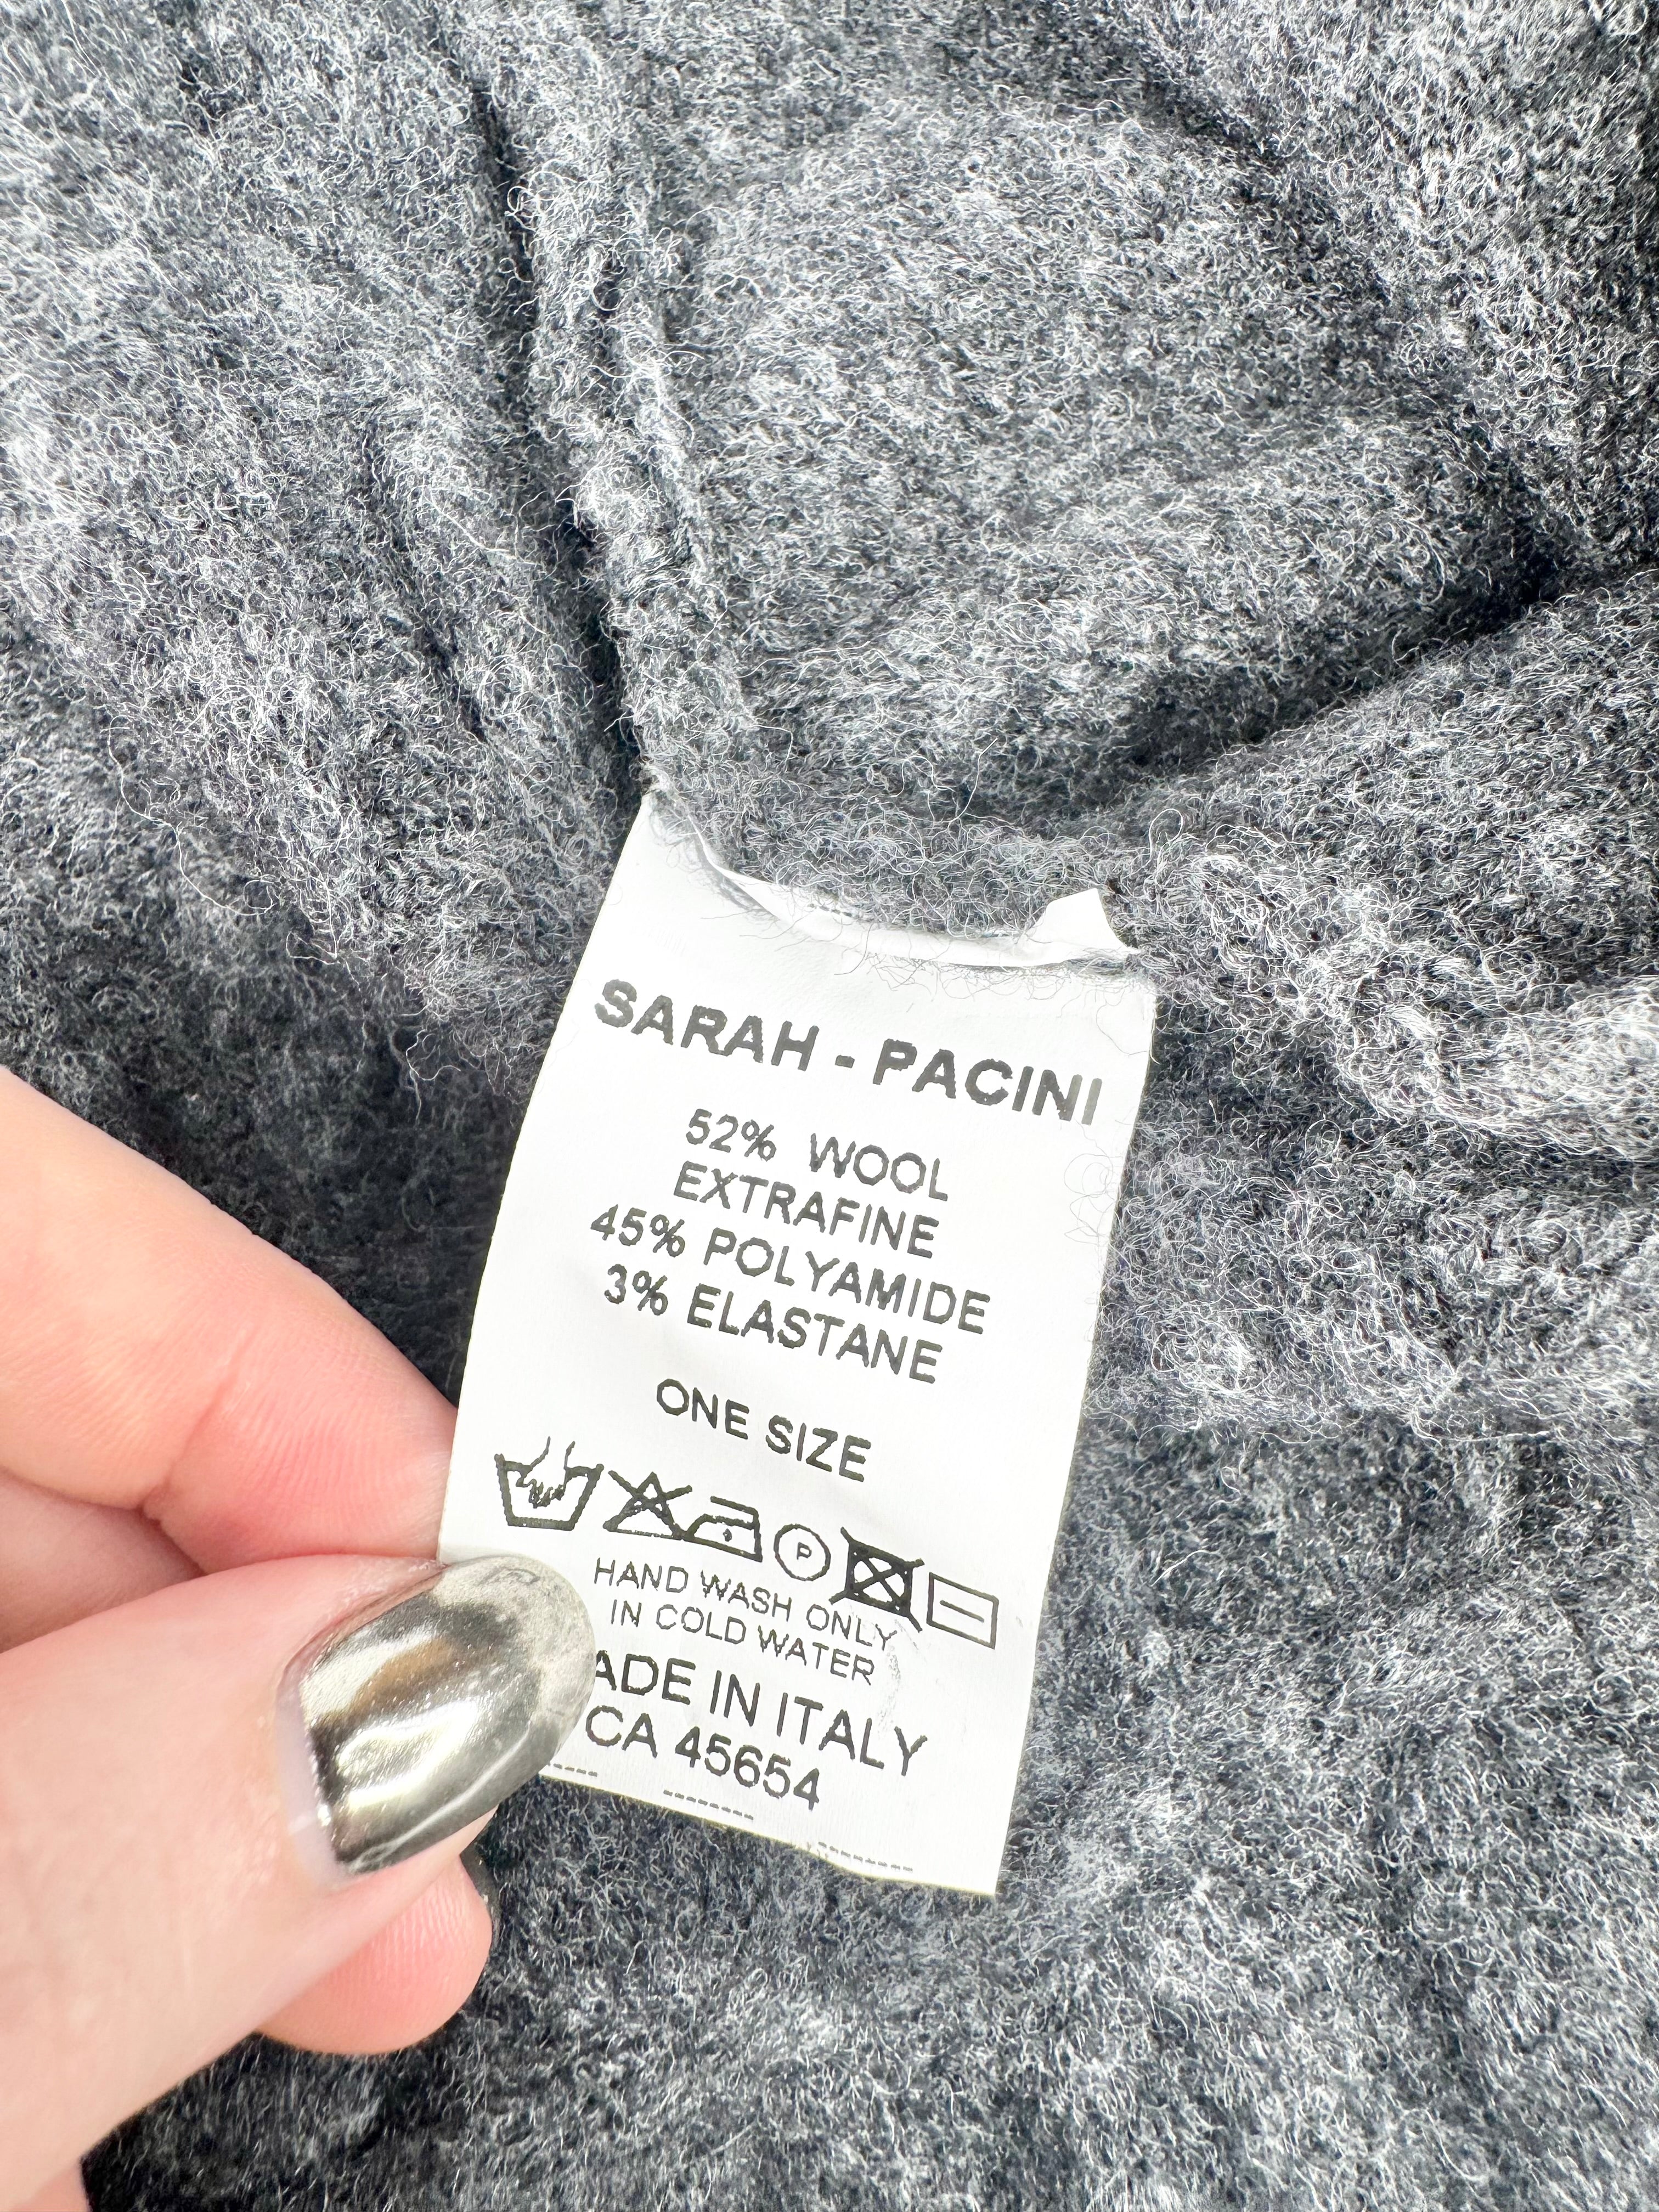 SARAH - PACINI
52% WOOL
EXTRAFINE
45% POLYAMIDE
3% ELASTANE
ONE SIZE
P
HAND WASH ONLY
IN COLD WATER
ADE IN ITALY
CA 45654